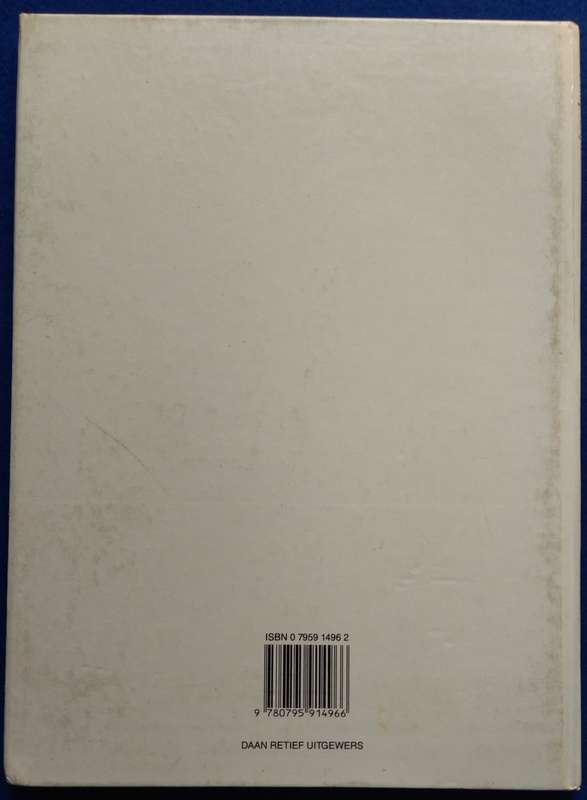 ISBN 0 7959 1496 2
9 780795 914966
DAAN RETIEF UITGEWERS